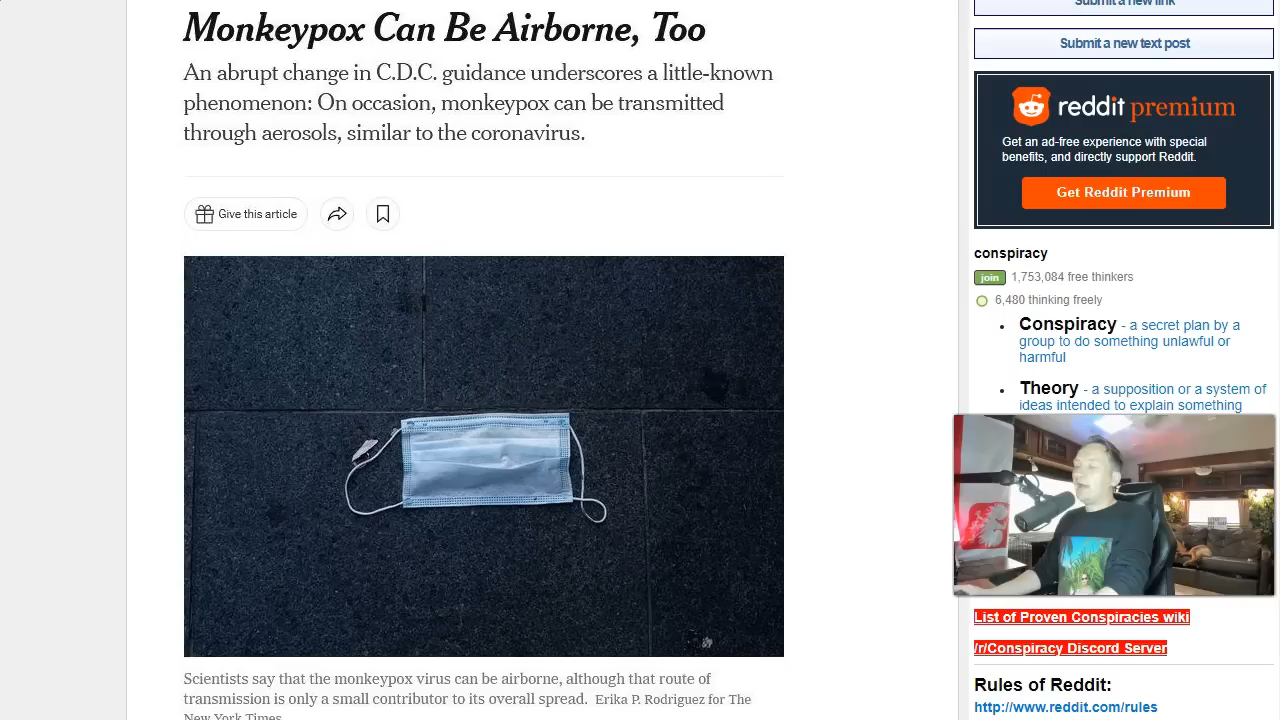 Monkeypox Can Be Airborne, Too
An abrupt change in C.D.C. guidance underscores a little-known
phenomenon: On occasion, monkeypox can be transmitted
through aerosols, similar to the coronavirus.
Give this article
Scientists say that the monkeypox virus can be airborne, although that route of
transmission is only a small contributor to its overall spread. Erika P. Rodriguez for The
New York Times
Submit a new link
Submit a new text post
reddit premium
Get an ad-free experience with special
benefits, and directly support Reddit.
Get Reddit Premium
conspiracy
join 1,753,084 free thinkers
6,480 thinking freely
• Conspiracy - a secret plan by a
group to do something unlawful or
harmful
• Theory - a supposition or a system of
ideas intended to explain something
List of Proven Conspiracies wiki
/r/Conspiracy Discord Server
Rules of Reddit:
http://www.reddit.com/rules